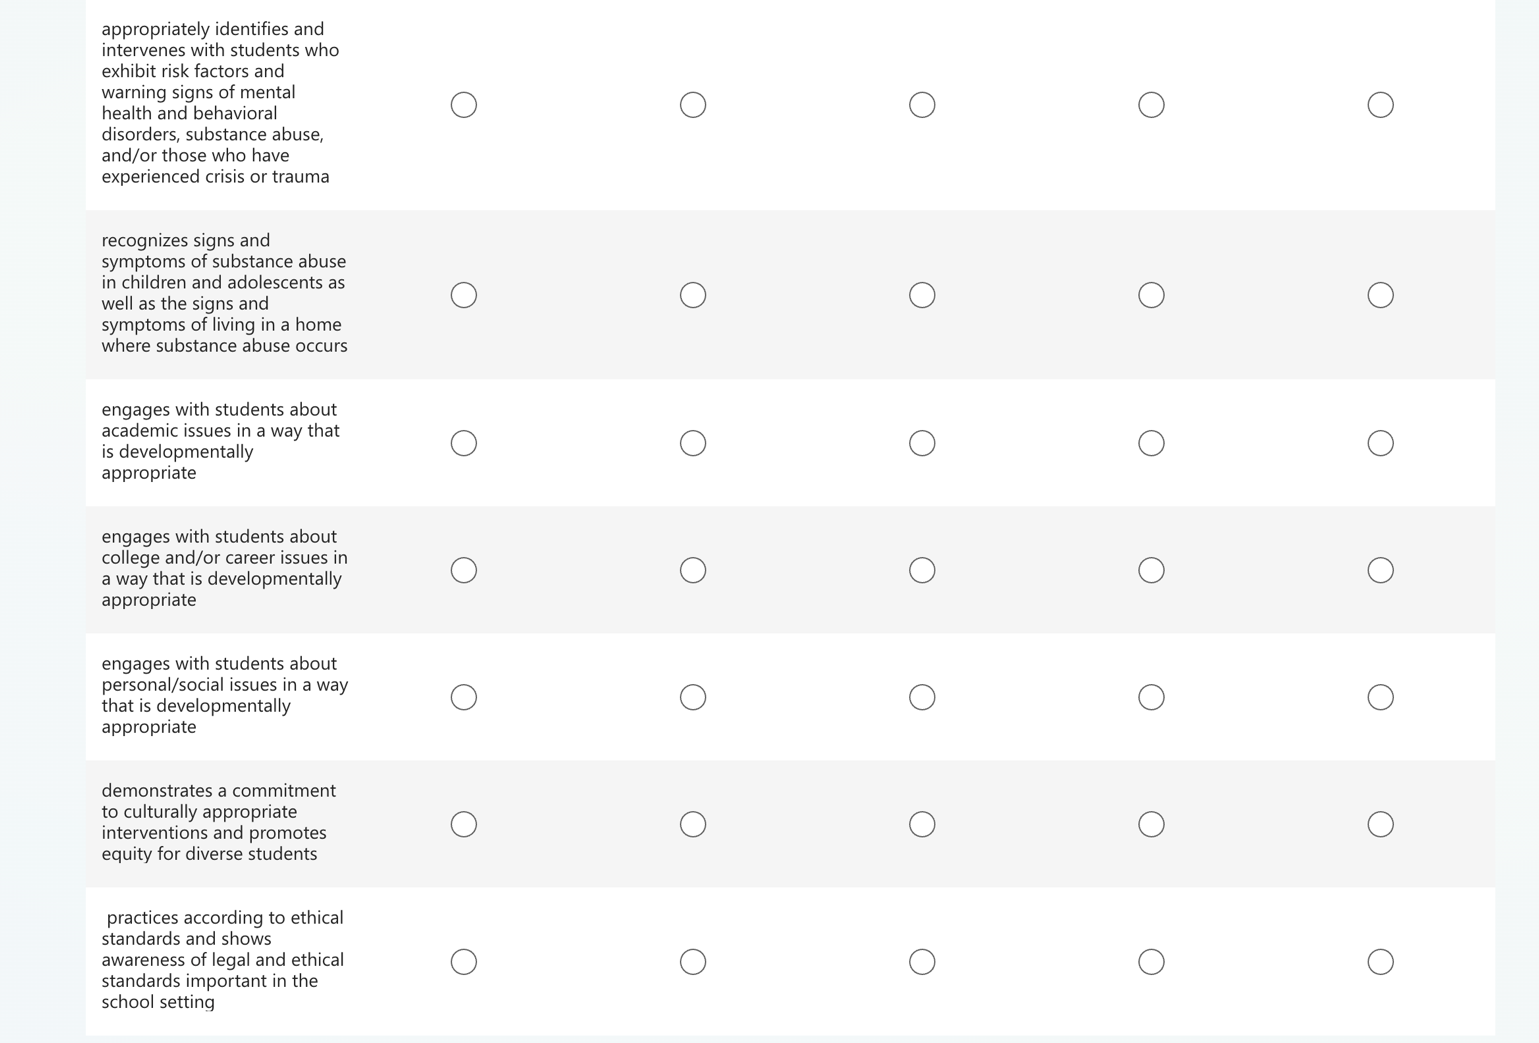 appropriately identifies and
intervenes with students who
exhibit risk factors and
warning signs of mental
health and behavioral
disorders, substance abuse,
and/or those who have
experienced crisis or trauma
recognizes signs and
symptoms of substance abuse
in children and adolescents as
well as the signs and
symptoms of living in a home
where substance abuse occurs
engages with students about
academic issues in a way that
is developmentally
appropriate
engages with students about
college and/or career issues in
a way that is developmentally
appropriate
engages with students about
personal/social issues in a way
that is developmentally
appropriate
demonstrates a commitment
to culturally appropriate
interventions and promotes
equity for diverse students
practices according to ethical
standards and shows
awareness of legal and ethical
standards important in the
school setting